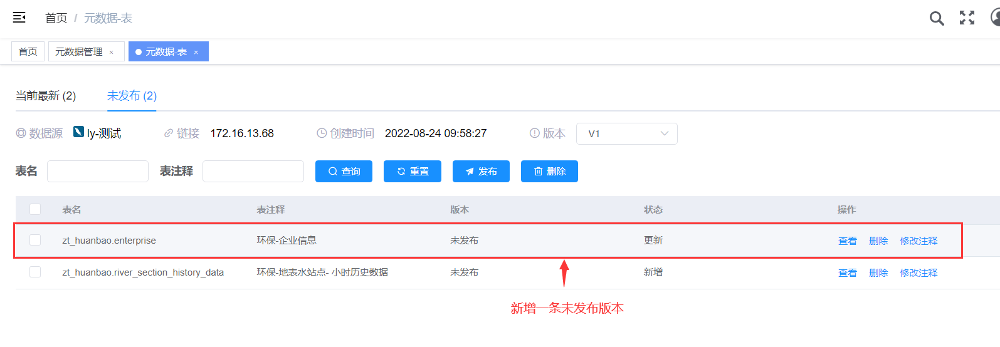 首页 / 元数据-表
首页 元数据管理 × 元数据-表 ×
当前最新 (2) 未发布 (2)
数据源 ly-测试 链接 172.16.13.68 创建时间 2022-08-24 09:58:27 版本 V1
表名 表注释 查询 重置 发布 删除
表名 表注释 版本 状态 操作
zt_huanbao.enterprise 环保-企业信息 未发布 更新 查看 删除 修改注释
zt_huanbao.river_section_history_data 环保-地表水站点- 小时历史数据 未发布 新增 查看 删除 修改注释
新增一条未发布版本